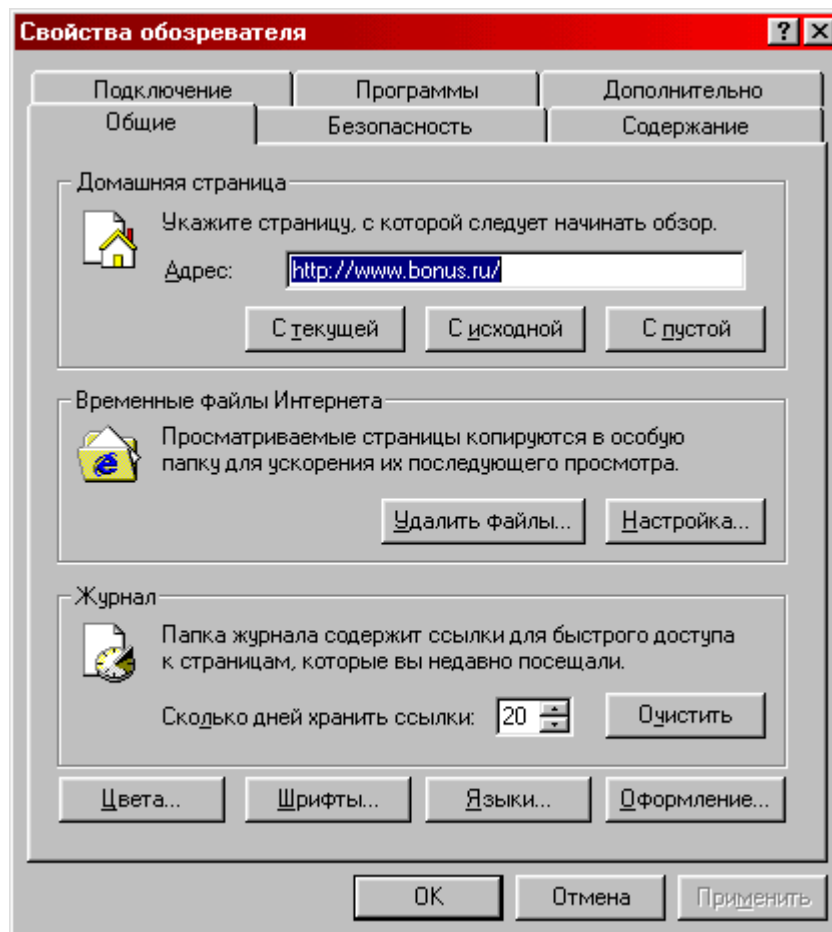 Свойства обозревателя
Подключение
Программы
Дополнительно
Общие
Безопасность
Содержание
Домашняя страница
Укажите страницу, с которой следует начинать обзор.
Адрес: http://www.bonus.ru/
С текущей
С исходной
С пустой
Временные файлы Интернета
Просматриваемые страницы копируются в особую
папку для ускорения их последующего просмотра.
Удалить файлы...
Настройка...
Журнал
Папка журнала содержит ссылки для быстрого доступа
к страницам, которые вы недавно посещали.
Сколько дней хранить ссылки: 20
Очистить
Цвета...
Шрифты...
Языки...
Оформление...
OK
Отмена
Применить